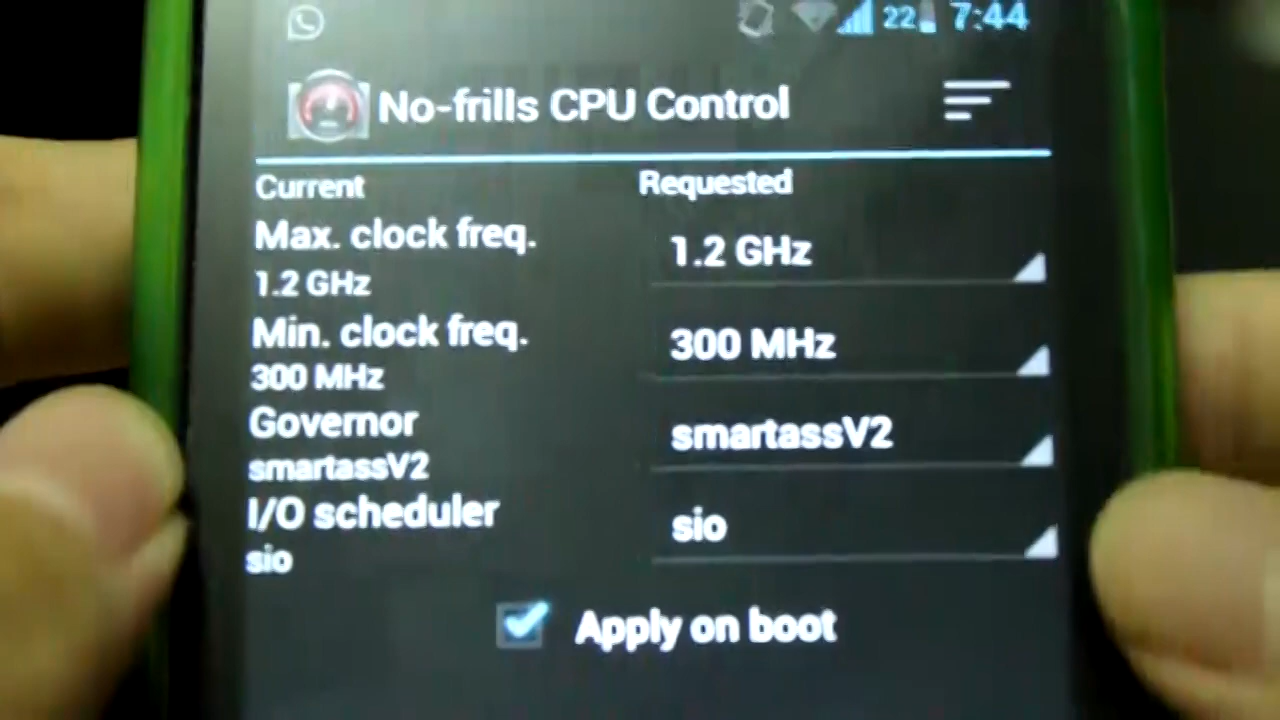 22 7:44
No-frills CPU Control
Current Requested
Max. clock freq.
1.2 GHz
1.2 GHz
Min. clock freq.
300 MHz
300 MHz
Governor
smartassV2
smartassV2
I/O scheduler
sio
sio
Apply on boot